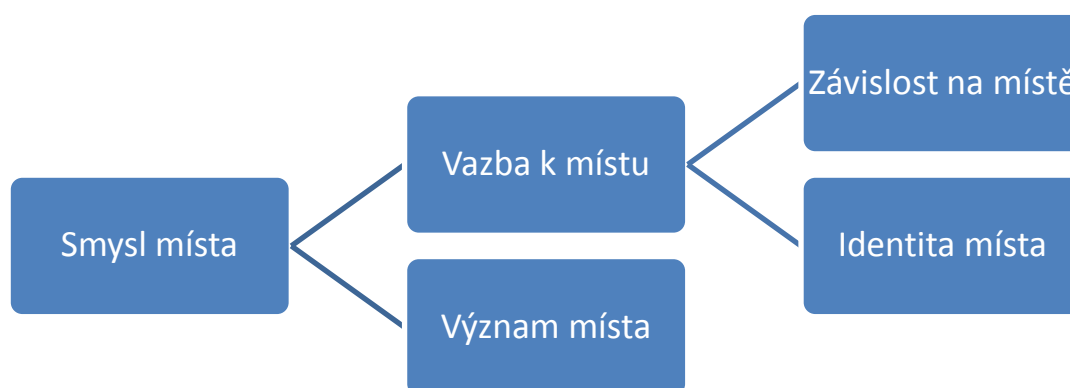 Smysl místa
Vazba k místu
Význam místa
Závislost na místě
Identita místa